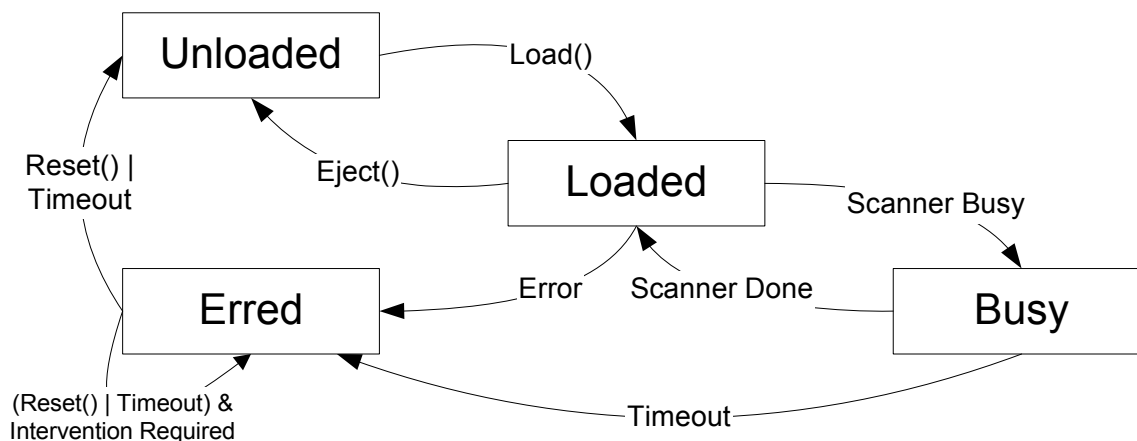 Unloaded
Load()
Reset() |
Timeout
Eject()
Loaded
Scanner Busy
Erred
Error
Scanner Done
Busy
(Reset() | Timeout) &
Intervention Required
Timeout